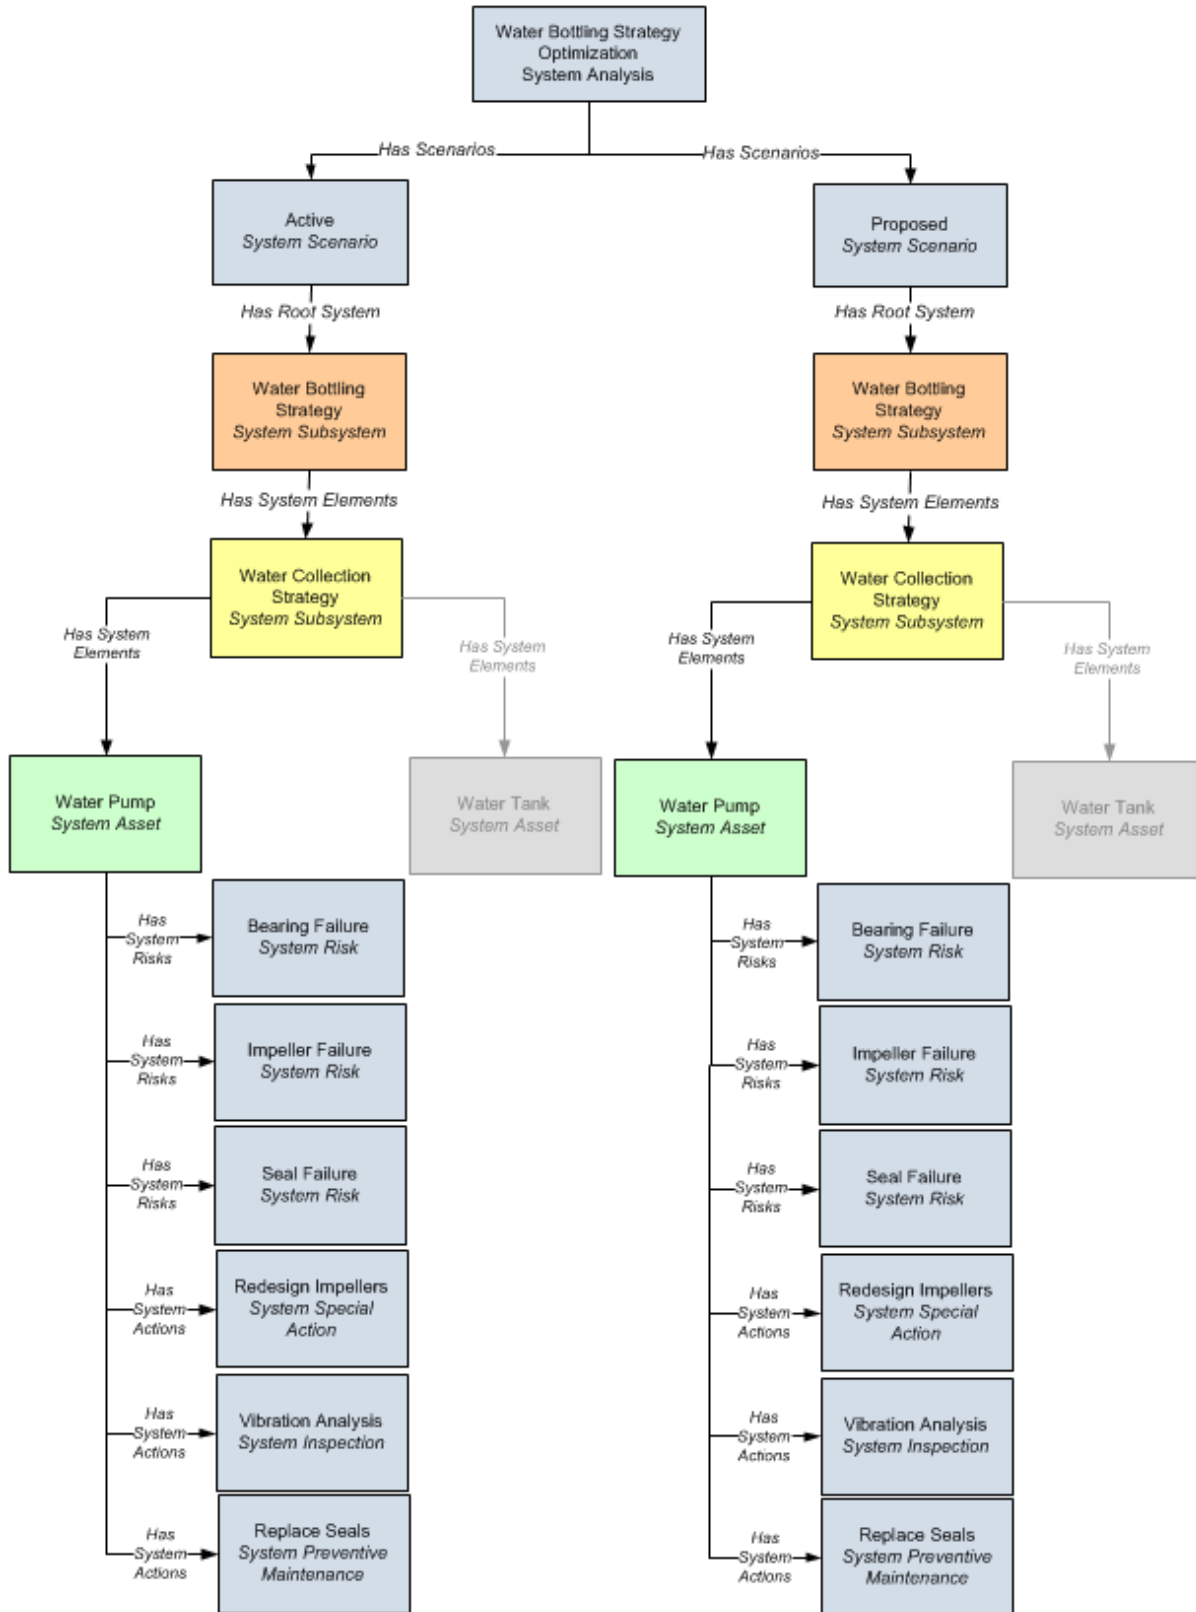 Water Bottling Strategy
Optimization
System Analysis
Has Scenarios
Has Scenarios
Active
System Scenario
Proposed
System Scenario
Has Root System
Has Root System
Water Bottling
Strategy
System Subsystem
Water Bottling
Strategy
System Subsystem
Has System Elements
Has System Elements
Water Collection
Strategy
System Subsystem
Water Collection
Strategy
System Subsystem
Has System
Elements
Has System
Elements
Has System
Elements
Has System
Elements
Water Pump
System Asset
Water Tank
System Asset
Water Pump
System Asset
Water Tank
System Asset
Has
System
Risks
Bearing Failure
System Risk
Has
System
Risks
Bearing Failure
System Risk
Has
System
Risks
Impeller Failure
System Risk
Has
System
Risks
Impeller Failure
System Risk
Has
System
Risks
Seal Failure
System Risk
Has
System
Risks
Seal Failure
System Risk
Has
System
Actions
Redesign Impellers
System Special
Action
Has
System
Actions
Redesign Impellers
System Special
Action
Has
System
Actions
Vibration Analysis
System Inspection
Has
System
Actions
Vibration Analysis
System Inspection
Has
System
Actions
Replace Seals
System Preventive
Maintenance
Has
System
Actions
Replace Seals
System Preventive
Maintenance